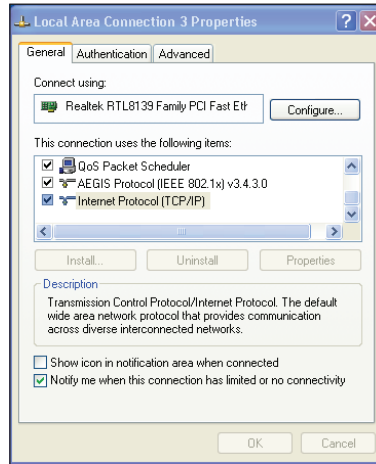 Local Area Connection 3 Properties
General Authentication Advanced
Connect using:
Realtek RTL8139 Family PCI Fast Eth
Configure...
This connection uses the following items:
QoS Packet Scheduler
AEGIS Protocol (IEEE 802.1x) v3.4.3.0
Internet Protocol (TCP/IP)
Install... Uninstall Properties
Description
Transmission Control Protocol/Internet Protocol. The default
wide area network protocol that provides communication
across diverse interconnected networks.
Show icon in notification area when connected
Notify me when this connection has limited or no connectivity
OK Cancel